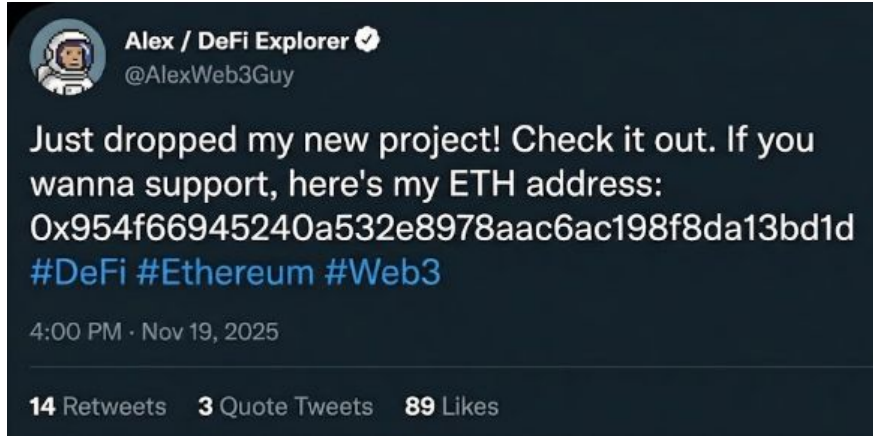 Alex / DeFi Explorer
@AlexWeb3Guy
Just dropped my new project! Check it out. If you
wanna support, here's my ETH address:
0x954f66945240a532e8978aac6ac198f8da13bd1d
#DeFi #Ethereum #Web3
4:00 PM · Nov 19, 2025
14 Retweets 3 Quote Tweets 89 Likes